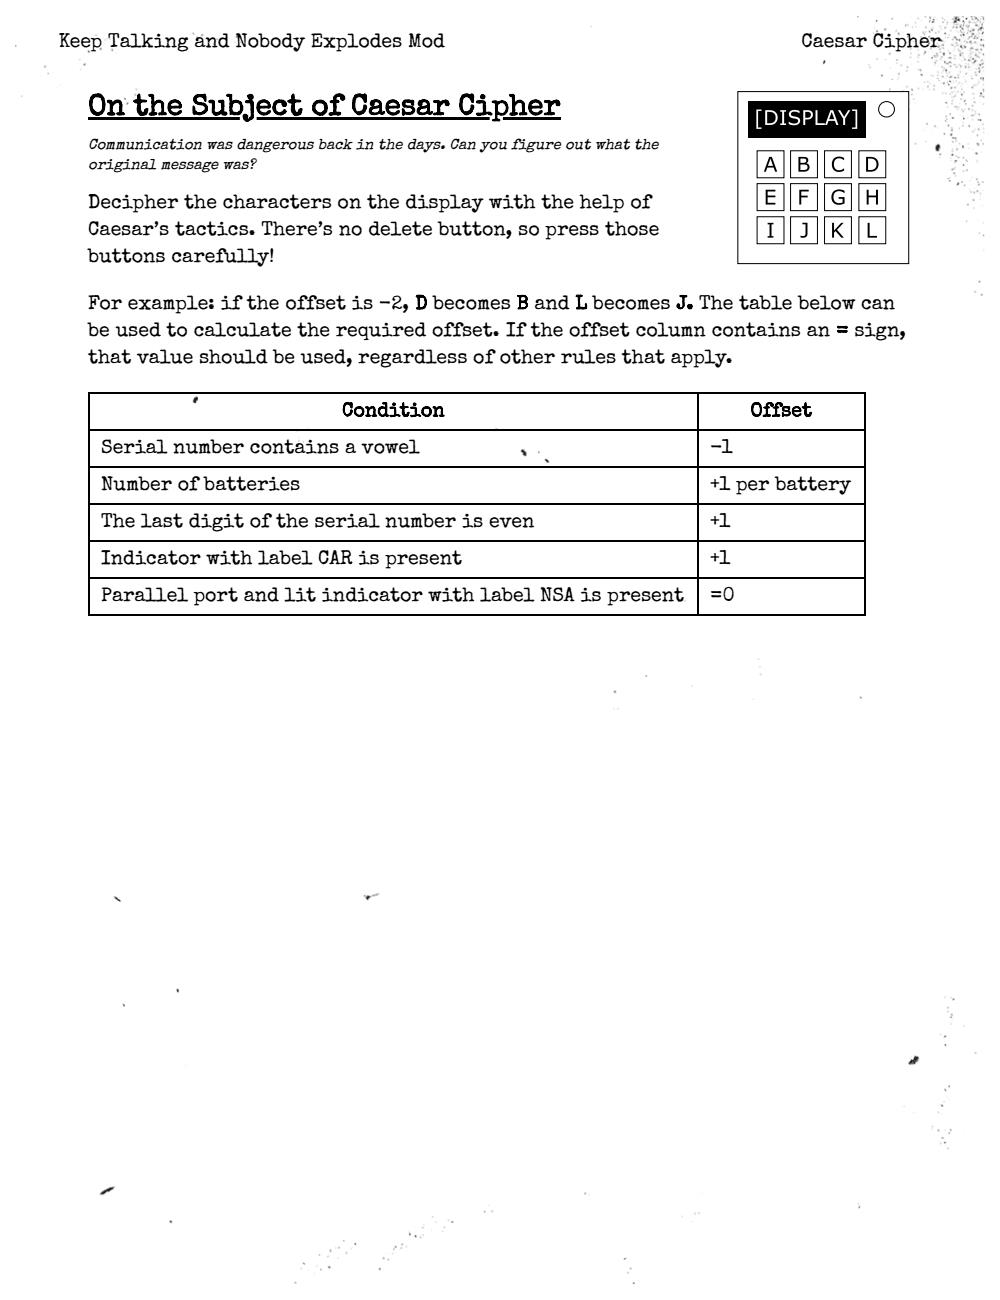 Keep Talking and Nobody Explodes Mod
Caesar Cipher
On the Subject of Caesar Cipher
Communication was dangerous back in the days. Can you figure out what the
original message was?
Decipher the characters on the display with the help of
Caesar’s tactics. There’s no delete button, so press those
buttons carefully!
[DISPLAY]
A B C D
E F G H
I J K L
For example: if the offset is −2, D becomes B and L becomes J. The table below can
be used to calculate the required offset. If the offset column contains an = sign,
that value should be used, regardless of other rules that apply.
Condition Offset
Serial number contains a vowel −1
Number of batteries +1 per battery
The last digit of the serial number is even +1
Indicator with label CAR is present +1
Parallel port and lit indicator with label NSA is present =0